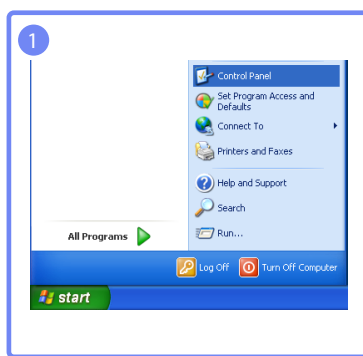 1
Control Panel
Set Program Access and
Defaults
Connect To
Printers and Faxes
Help and Support
Search
Run...
All Programs
Log Off
Turn Off Computer
start